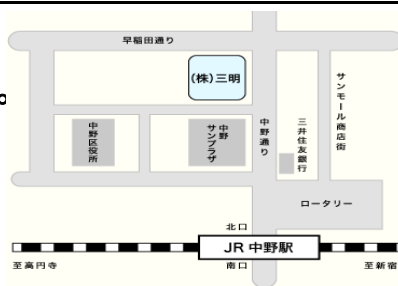 早稲田通り
(株)三明
サンモール商店街
中野通り
三井住友銀行
中野サンプラザ
中野区役所
ロータリー
北口
JR 中野駅
至高円寺
南口
至新宿